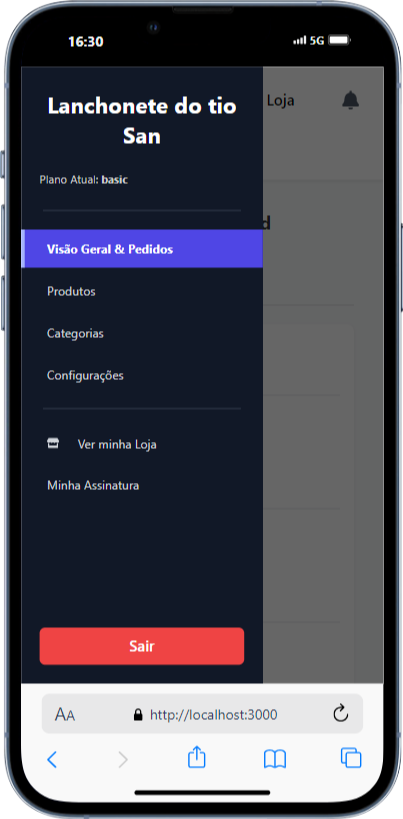 16:30
5G
Lanchonete do tio
San
Loja
Plano Atual: basic
d
Visão Geral & Pedidos
Produtos
Categorias
Configurações
Ver minha Loja
Minha Assinatura
Sair
AA
http://localhost:3000